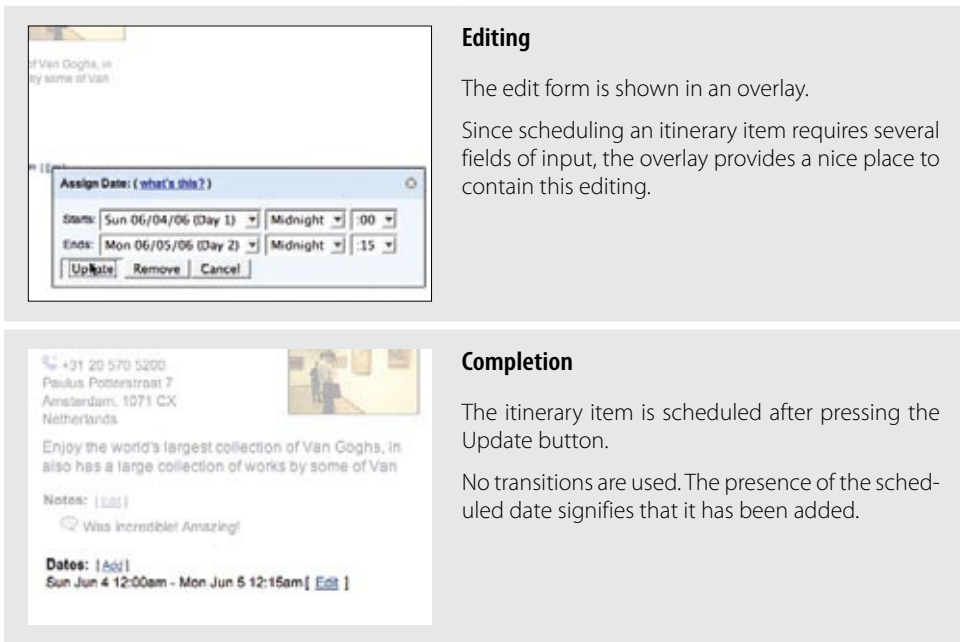 of Van Goghs, in
by some of Van
Assign Date: ( what's this? )
Starts: Sun 06/04/06 (Day 1) Midnight :00
Ends: Mon 06/05/06 (Day 2) Midnight :15
Update Remove Cancel
Editing
The edit form is shown in an overlay.
Since scheduling an itinerary item requires several
fields of input, the overlay provides a nice place to
contain this editing.
+31 20 570 5200
Paulus Potterstraat 7
Amsterdam, 1071 CX
Netherlands
Enjoy the world's largest collection of Van Goghs, in
also has a large collection of works by some of Van
Notes: [Edit]
Was incredible! Amazing!
Dates: [Add]
Sun Jun 4 12:00am - Mon Jun 5 12:15am [ Edit ]
Completion
The itinerary item is scheduled after pressing the
Update button.
No transitions are used. The presence of the sched-
uled date signifies that it has been added.